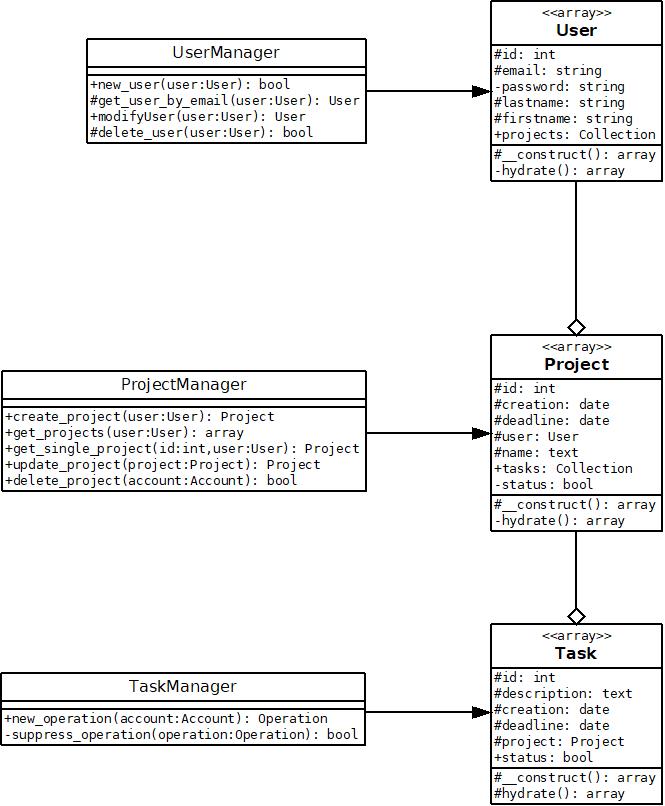 <<array>>
User
#id: int
#email: string
-password: string
#lastname: string
#firstname: string
+projects: Collection
#__construct(): array
-hydrate(): array
UserManager
+new_user(user:User): bool
#get_user_by_email(user:User): User
+modifyUser(user:User): User
#delete_user(user:User): bool
<<array>>
Project
#id: int
#creation: date
#deadline: date
#user: User
#name: text
+tasks: Collection
-status: bool
#__construct(): array
-hydrate(): array
ProjectManager
+create_project(user:User): Project
+get_projects(user:User): array
+get_single_project(id:int,user:User): Project
+update_project(project:Project): Project
+delete_project(account:Account): bool
<<array>>
Task
#id: int
#description: text
#creation: date
#deadline: date
#project: Project
+status: bool
#__construct(): array
#hydrate(): array
TaskManager
+new_operation(account:Account): Operation
-suppress_operation(operation:Operation): bool